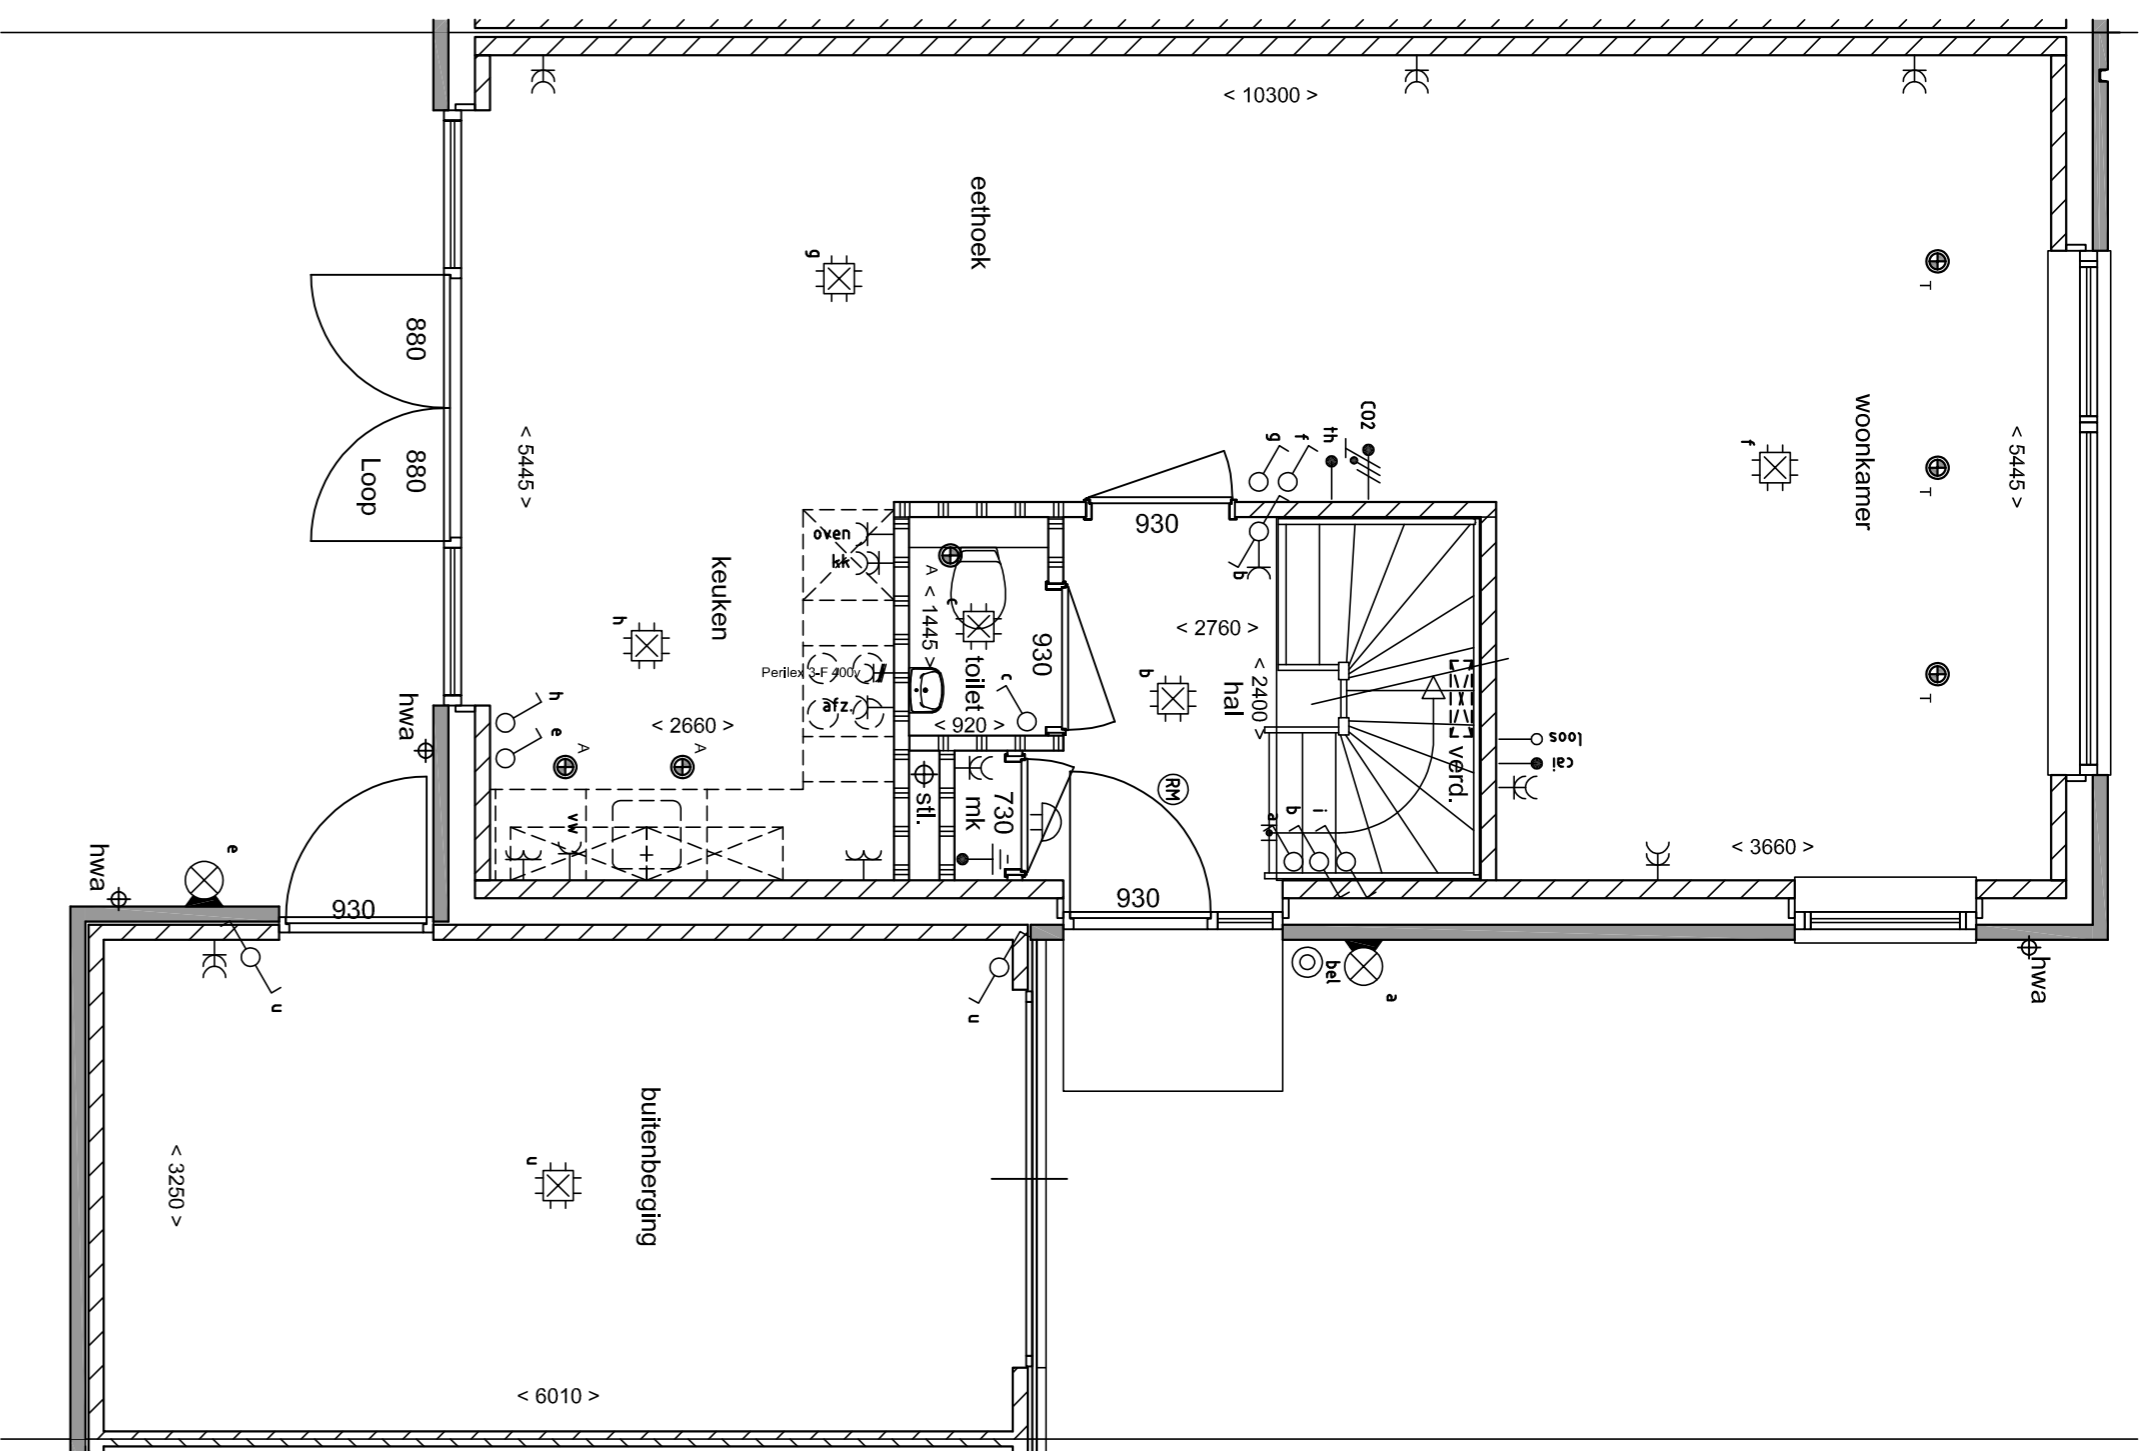 < 10300 >
eethoek
g
T
woonkamer
f
< 5445 >
T
T
880
880
Loop
< 5445 >
CO2
th
f
g
b
930
oven
kk
keuken
h
A
< 1445 >
c
toilet
c
930
< 920 >
Perilex 3-F 400v
afz.
< 2660 >
< 2760 >
< 2400 >
hal
b
verd.
loos
cai
hwa
h
e
A
A
vw
stl.
mk
730
RM
a
b
i
< 3660 >
hwa
e
930
930
u
u
bel
a
hwa
buitenberging
u
< 3250 >
< 6010 >